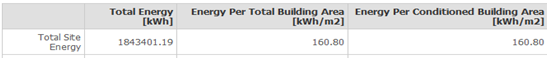 Total Energy Energy Per Total Building Area Energy Per Conditioned Building Area
[kWh] [kWh/m2] [kWh/m2]
Total Site
Energy 1843401.19 160.80 160.80